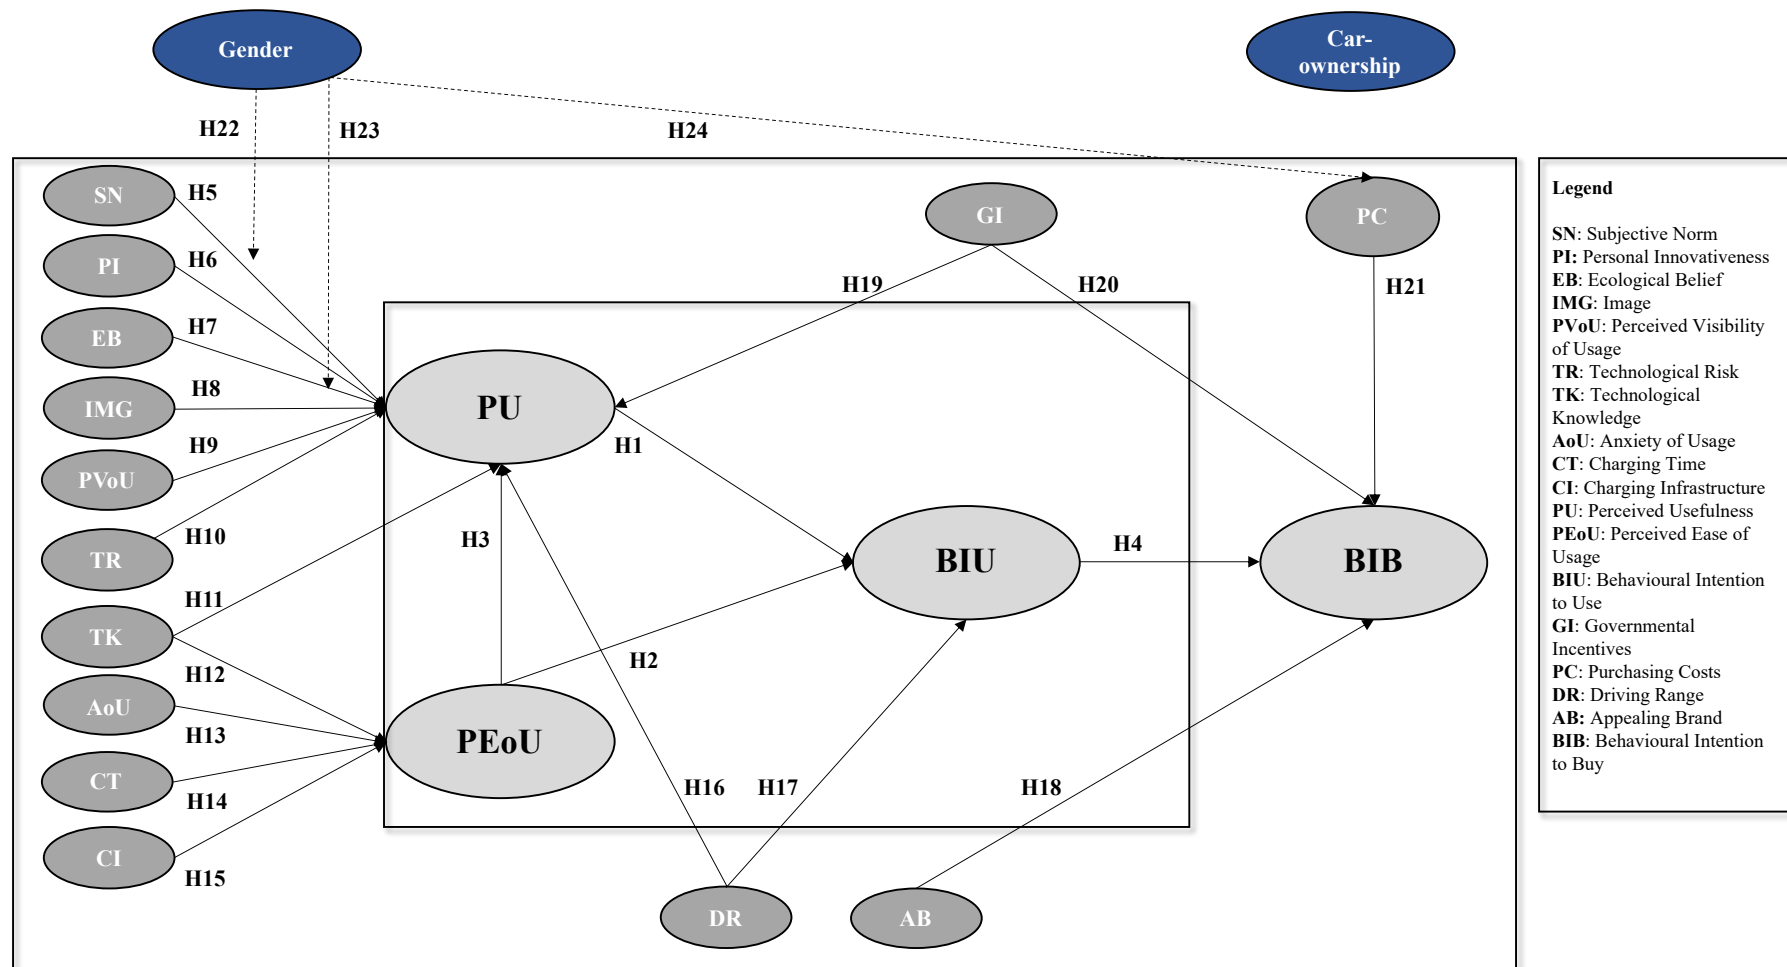 Gender
Car-
ownership
H22
H23
H24
SN
H5
PI
H6
EB
H7
IMG
H8
PVoU
H9
TR
H10
TK
H11
H12
AoU
H13
CT
H14
CI
H15
GI
H19
H20
PC
H21
PU
H1
H3
BIU
H4
BIB
H2
PEoU
H16
H17
H18
DR
AB
Legend
SN: Subjective Norm
PI: Personal Innovativeness
EB: Ecological Belief
IMG: Image
PVoU: Perceived Visibility
of Usage
TR: Technological Risk
TK: Technological
Knowledge
AoU: Anxiety of Usage
CT: Charging Time
CI: Charging Infrastructure
PU: Perceived Usefulness
PEoU: Perceived Ease of
Usage
BIU: Behavioural Intention
to Use
GI: Governmental
Incentives
PC: Purchasing Costs
DR: Driving Range
AB: Appealing Brand
BIB: Behavioural Intention
to Buy